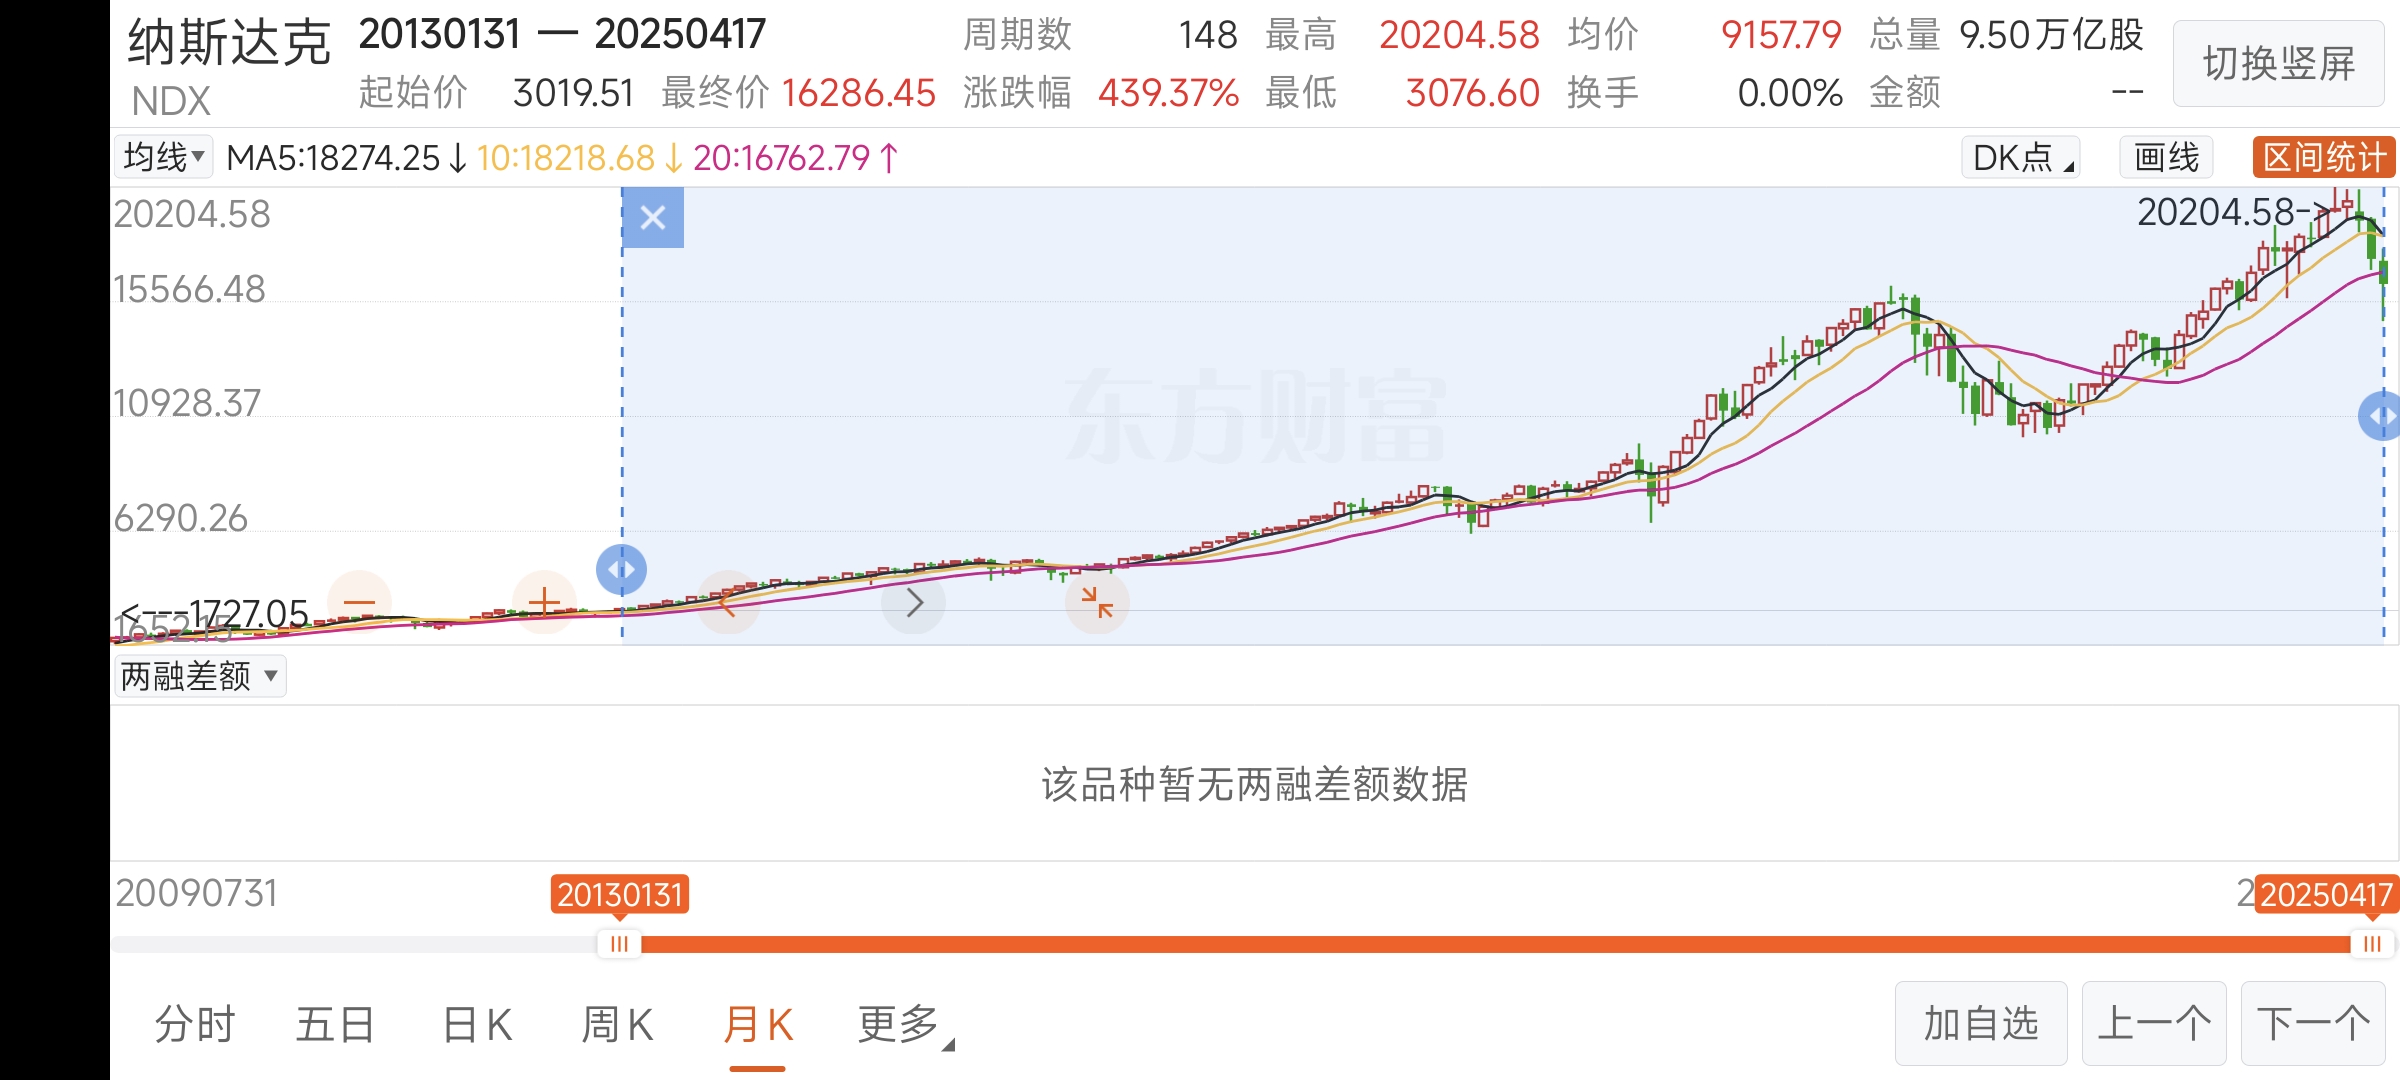 纳斯达克 20130131 — 20250417 周期数 148 最高 20204.58 均价 9157.79 总量 9.50万亿股 切换竖屏
NDX 起始价 3019.51 最终价 16286.45 涨跌幅 439.37% 最低 3076.60 换手 0.00% 金额 --
均线 MA5:18274.25↓ 10:18218.68↓ 20:16762.79↑ DK点 画线 区间统计
20204.58
20204.58->
15566.48
10928.37
东方财富
6290.26
<---1727.05
1652.15
两融差额
该品种暂无两融差额数据
20090731 20130131 2 20250417
分时 五日 日K 周K 月K 更多 加自选 上一个 下一个